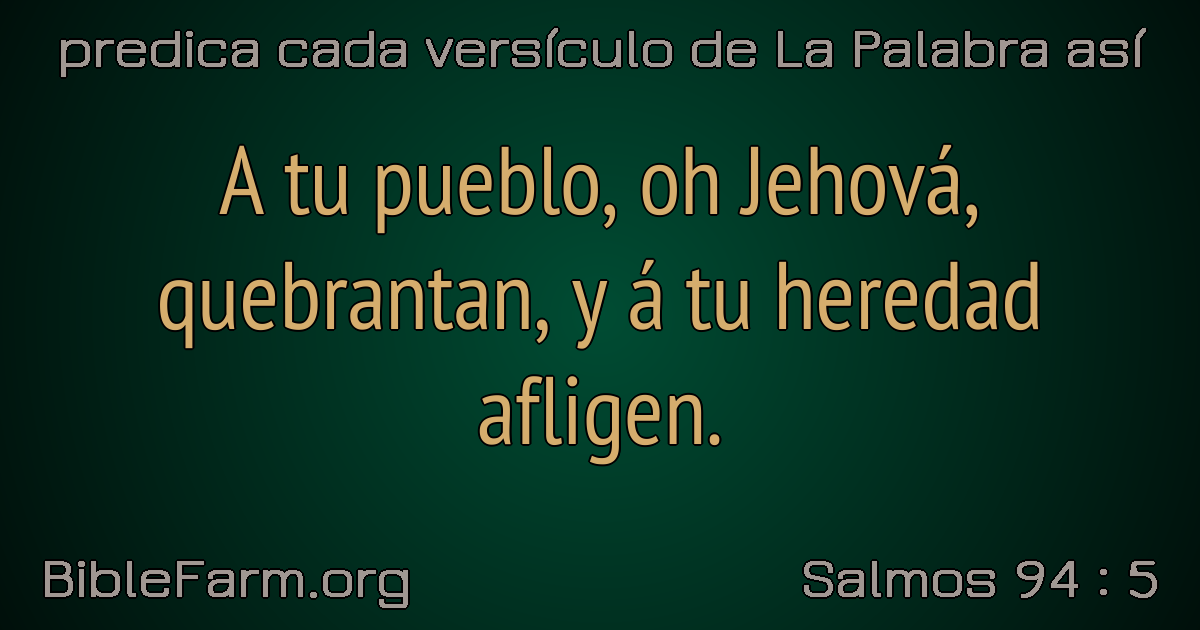 predica cada versículo de La Palabra así
A tu pueblo, oh Jehová,
quebrantan, y á tu heredad
afligen.
BibleFarm.org
Salmos 94 : 5